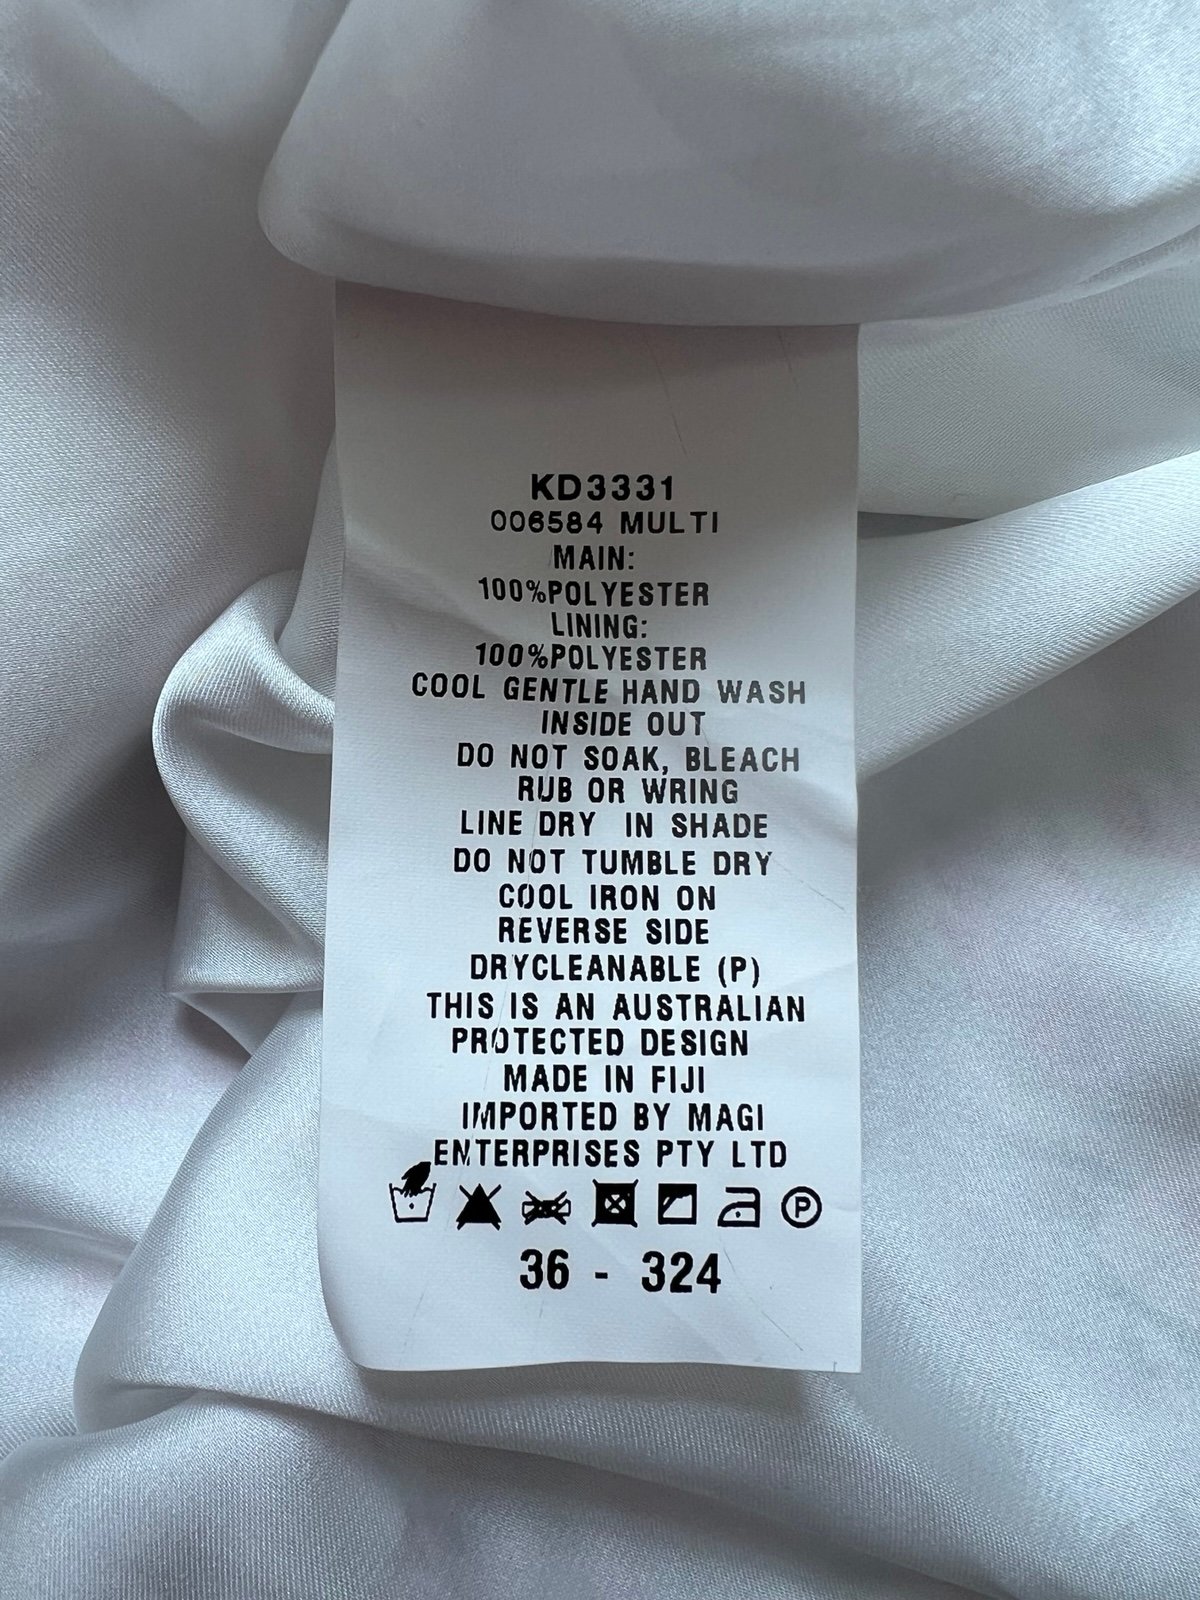 KD3331
006584 MULTI
MAIN:
100%POLYESTER
LINING:
100%POLYESTER
COOL GENTLE HAND WASH
INSIDE OUT
DO NOT SOAK, BLEACH
RUB OR WRING
LINE DRY IN SHADE
DO NOT TUMBLE DRY
COOL IRON ON
REVERSE SIDE
DRYCLEANABLE (P)
THIS IS AN AUSTRALIAN
PROTECTED DESIGN
MADE IN FIJI
IMPORTED BY MAGI
ENTERPRISES PTY LTD
P
36 - 324